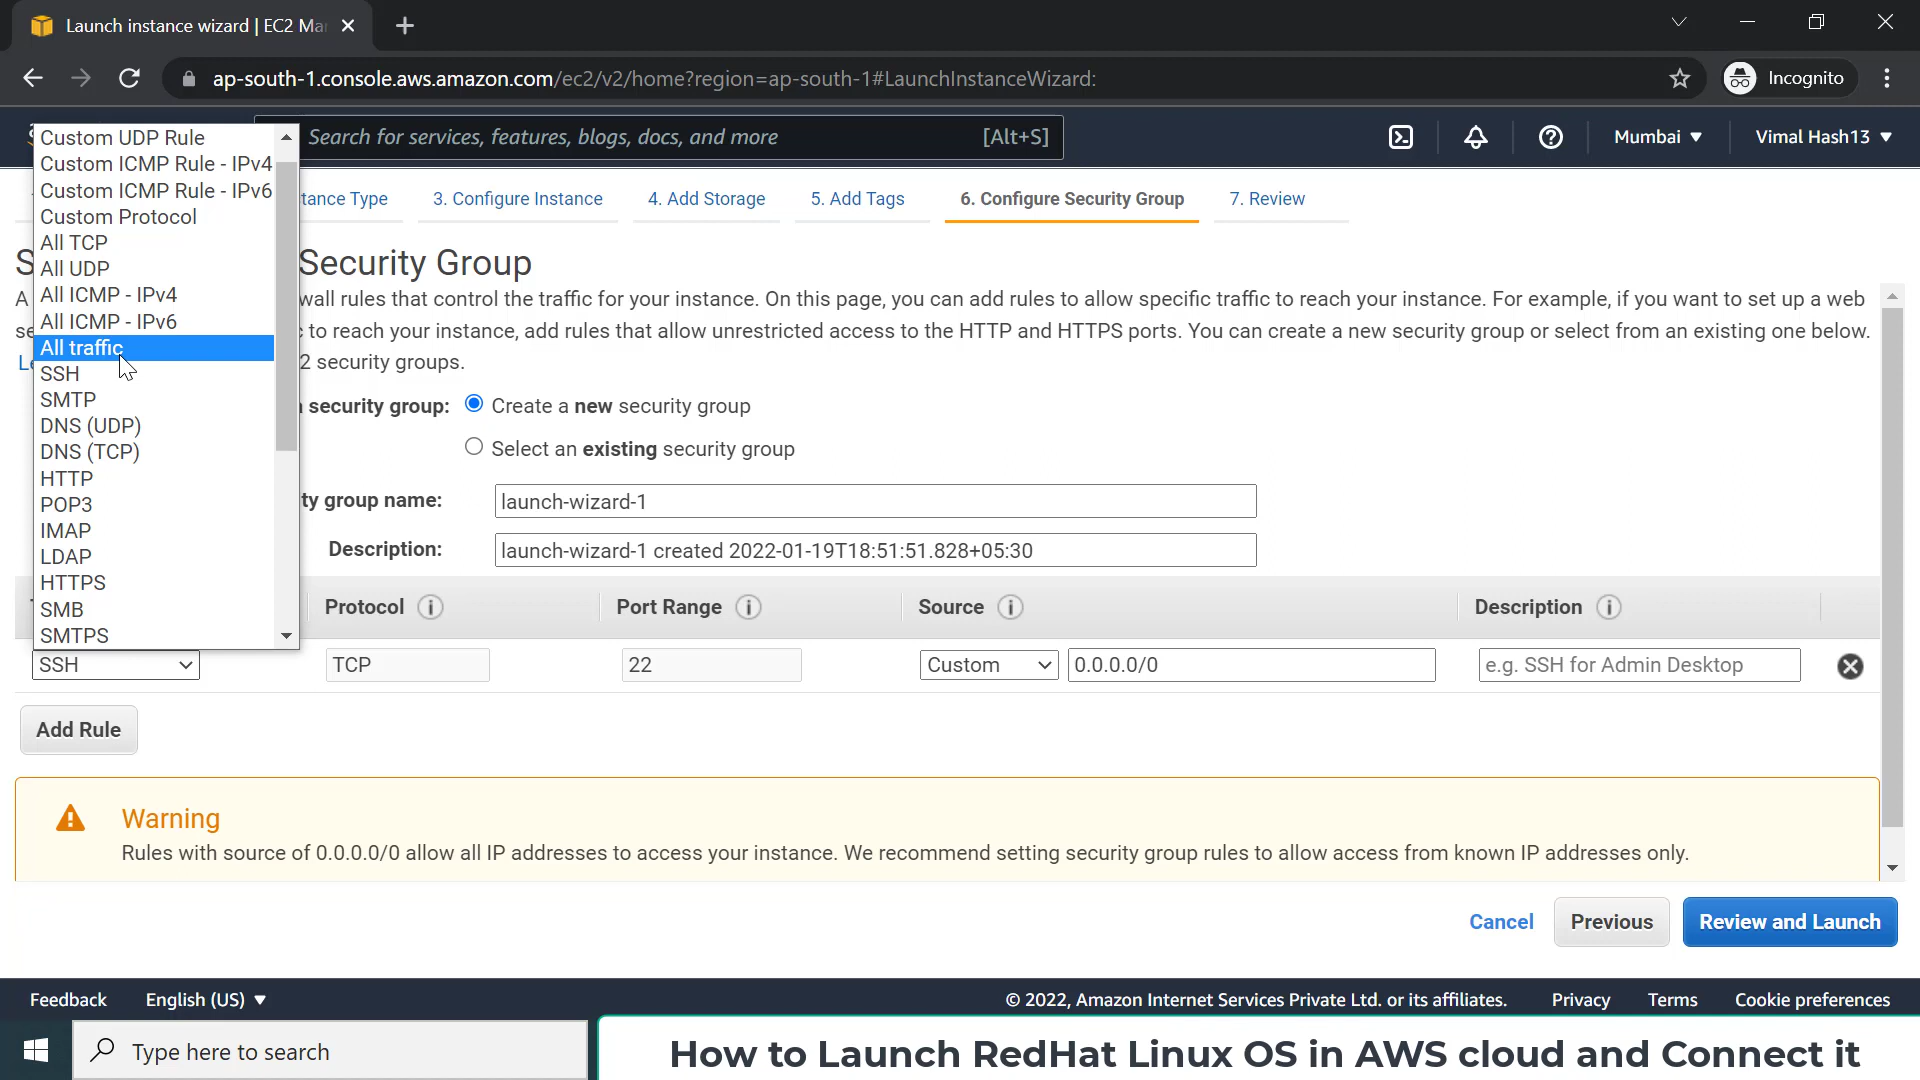 Launch instance wizard | EC2 Ma
ap-south-1.console.aws.amazon.com/ec2/v2/home?region=ap-south-1#LaunchInstanceWizard:
Incognito
Search for services, features, blogs, docs, and more [Alt+S]
Mumbai
Vimal Hash13
tance Type
3. Configure Instance
4. Add Storage
5. Add Tags
6. Configure Security Group
7. Review
Custom UDP Rule
Custom ICMP Rule - IPv4
Custom ICMP Rule - IPv6
Custom Protocol
All TCP
All UDP
All ICMP - IPv4
All ICMP - IPv6
All traffic
SSH
SMTP
DNS (UDP)
DNS (TCP)
HTTP
POP3
IMAP
LDAP
HTTPS
SMB
SMTPS
S Security Group
A wall rules that control the traffic for your instance. On this page, you can add rules to allow specific traffic to reach your instance. For example, if you want to set up a web
se to reach your instance, add rules that allow unrestricted access to the HTTP and HTTPS ports. You can create a new security group or select from an existing one below.
Le 2 security groups.
security group: Create a new security group
Select an existing security group
ty group name: launch-wizard-1
Description: launch-wizard-1 created 2022-01-19T18:51:51.828+05:30
Protocol Port Range Source Description
SSH TCP 22 Custom 0.0.0.0/0 e.g. SSH for Admin Desktop
Add Rule
Warning
Rules with source of 0.0.0.0/0 allow all IP addresses to access your instance. We recommend setting security group rules to allow access from known IP addresses only.
Cancel Previous Review and Launch
Feedback English (US) © 2022, Amazon Internet Services Private Ltd. or its affiliates. Privacy Terms Cookie preferences
Type here to search
How to Launch RedHat Linux OS in AWS cloud and Connect it